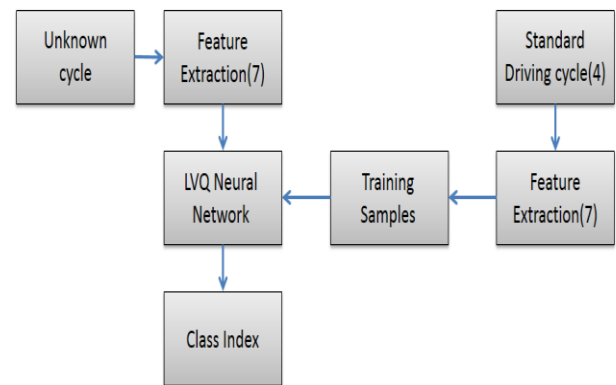 Unknown
cycle
Feature
Extraction(7)
Standard
Driving cycle(4)
LVQ Neural
Network
Training
Samples
Feature
Extraction(7)
Class Index